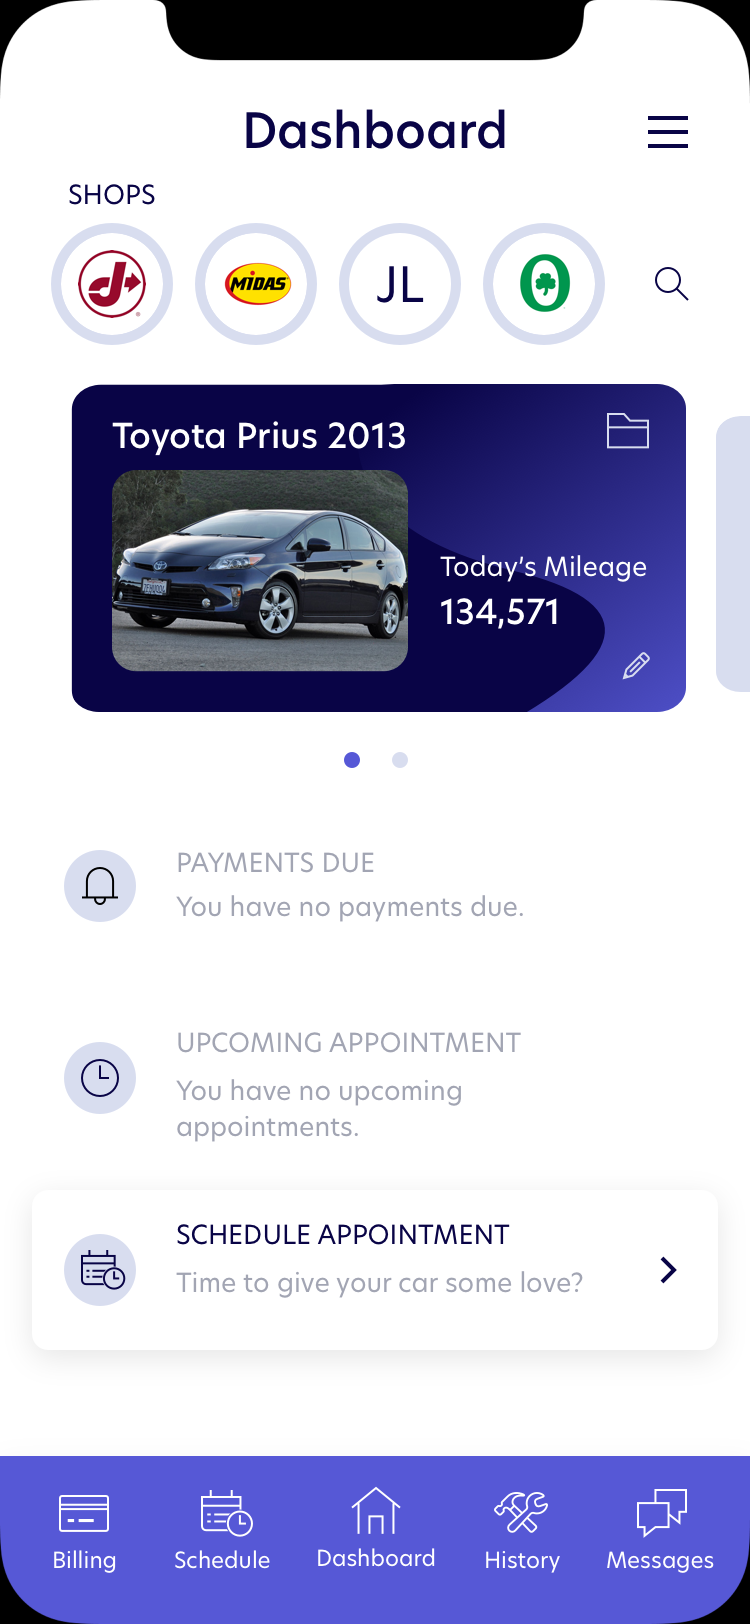 Dashboard
SHOPS
J
®
MIDAS
JL
O
Toyota Prius 2013
Today's Mileage
134,571
PAYMENTS DUE
You have no payments due.
UPCOMING APPOINTMENT
You have no upcoming
appointments.
SCHEDULE APPOINTMENT
Time to give your car some love?
Billing
Schedule
Dashboard
History
Messages